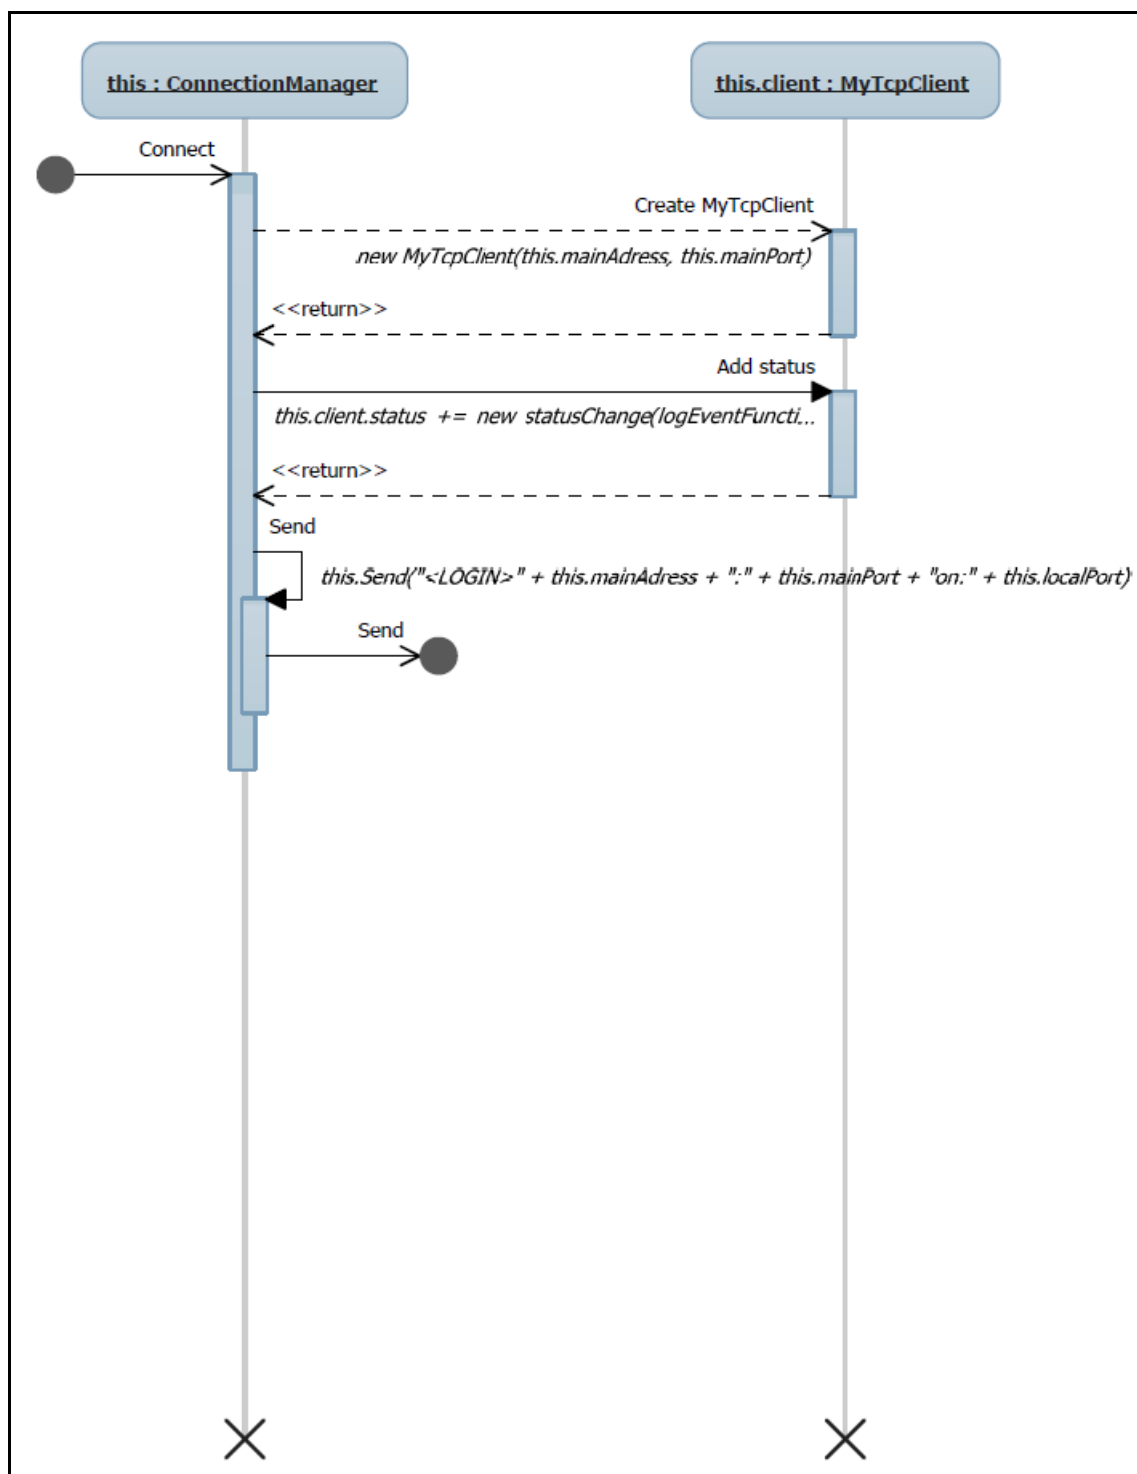 this : ConnectionManager
this.client : MyTcpClient
Connect
Create MyTcpClient
new MyTcpClient(this.mainAdress, this.mainPort)
<<return>>
Add status
this.client.status += new statusChange(logEventFuncti...
<<return>>
Send
this.Send("<LOGIN>" + this.mainAdress + ":" + this.mainPort + "on:" + this.localPort)
Send